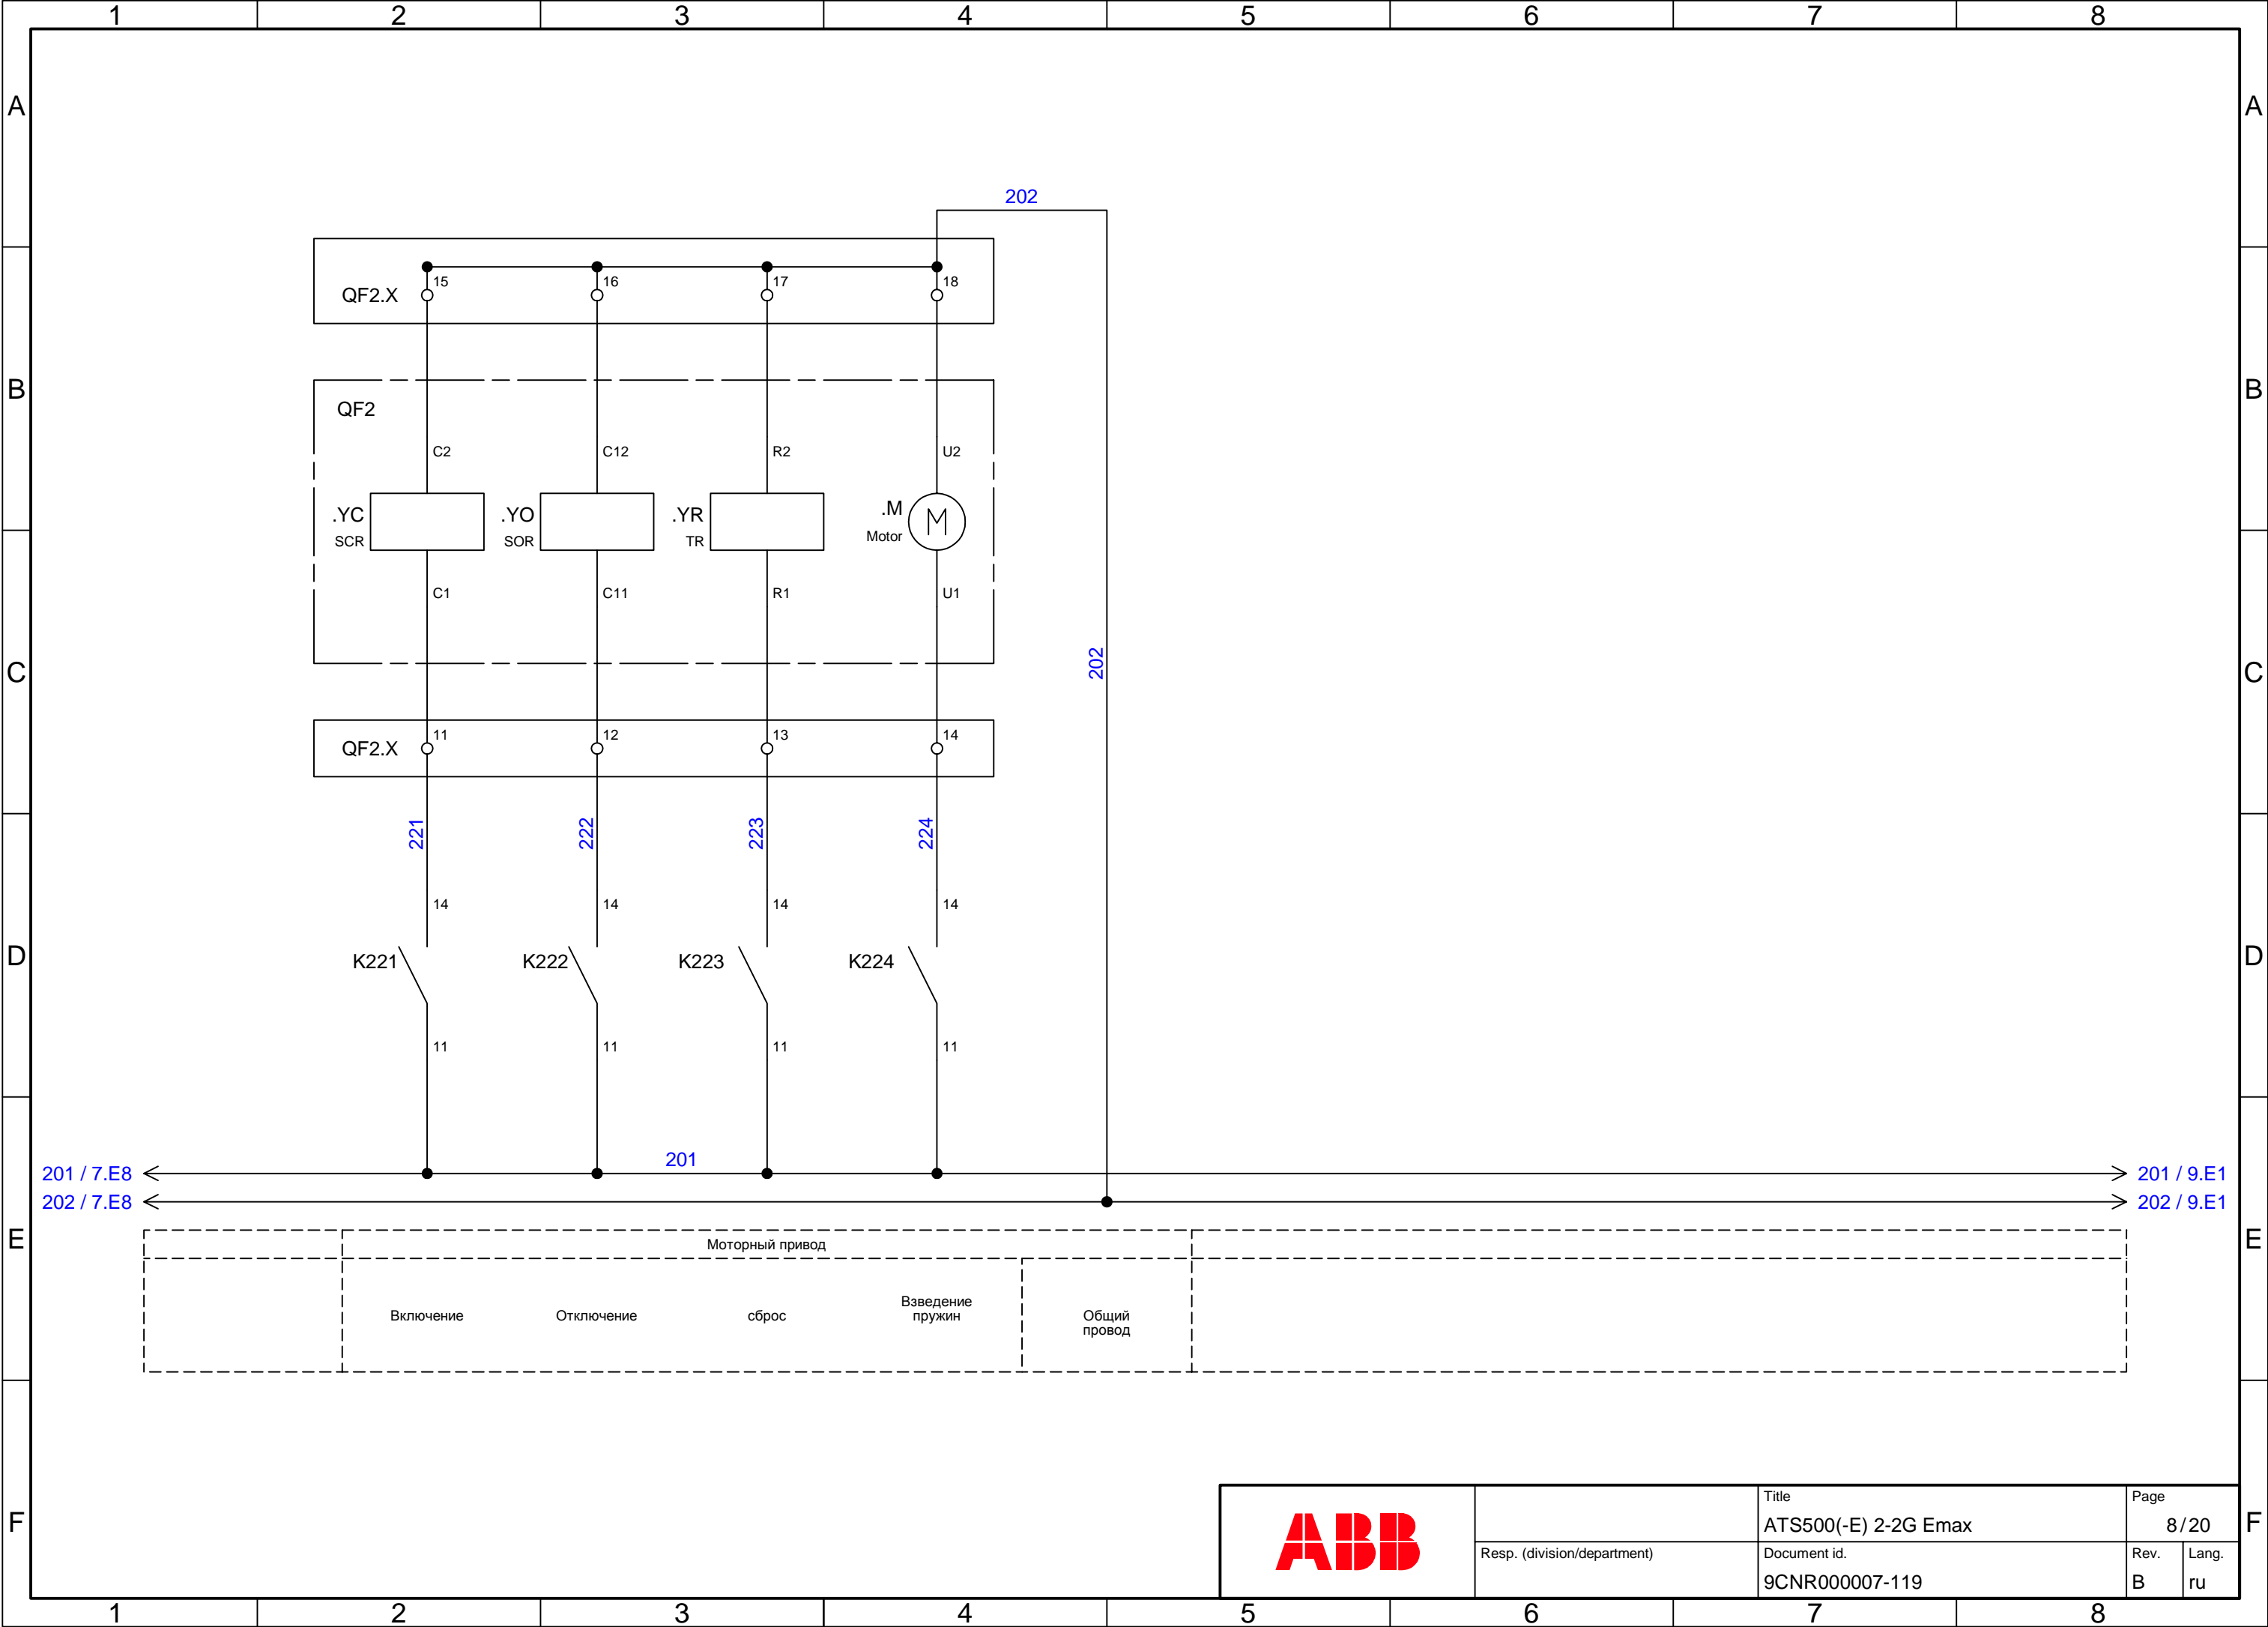 1 2 3 4 5 6 7 8
A A
202
15 16 17 18
QF2.X
B B
QF2
C2 C12 R2 U2
.YC .YO .YR .M M
SCR SOR TR Motor
C1 C11 R1 U1
202
C C
11 12 13 14
QF2.X
221 222 223 224
14 14 14 14
K221 K222 K223 K224
D D
11 11 11 11
201
201 / 7.E8 201 / 9.E1
202 / 7.E8 202 / 9.E1
E E
Моторный привод
Включение Отключение сброс Взведение
пружин Общий
провод
F F
ABB
Title
ATS500(-E) 2-2G Emax
Page
8/20
Resp. (division/department)
Document id.
9CNR000007-119
Rev.
B
Lang.
ru
1 2 3 4 5 6 7 8